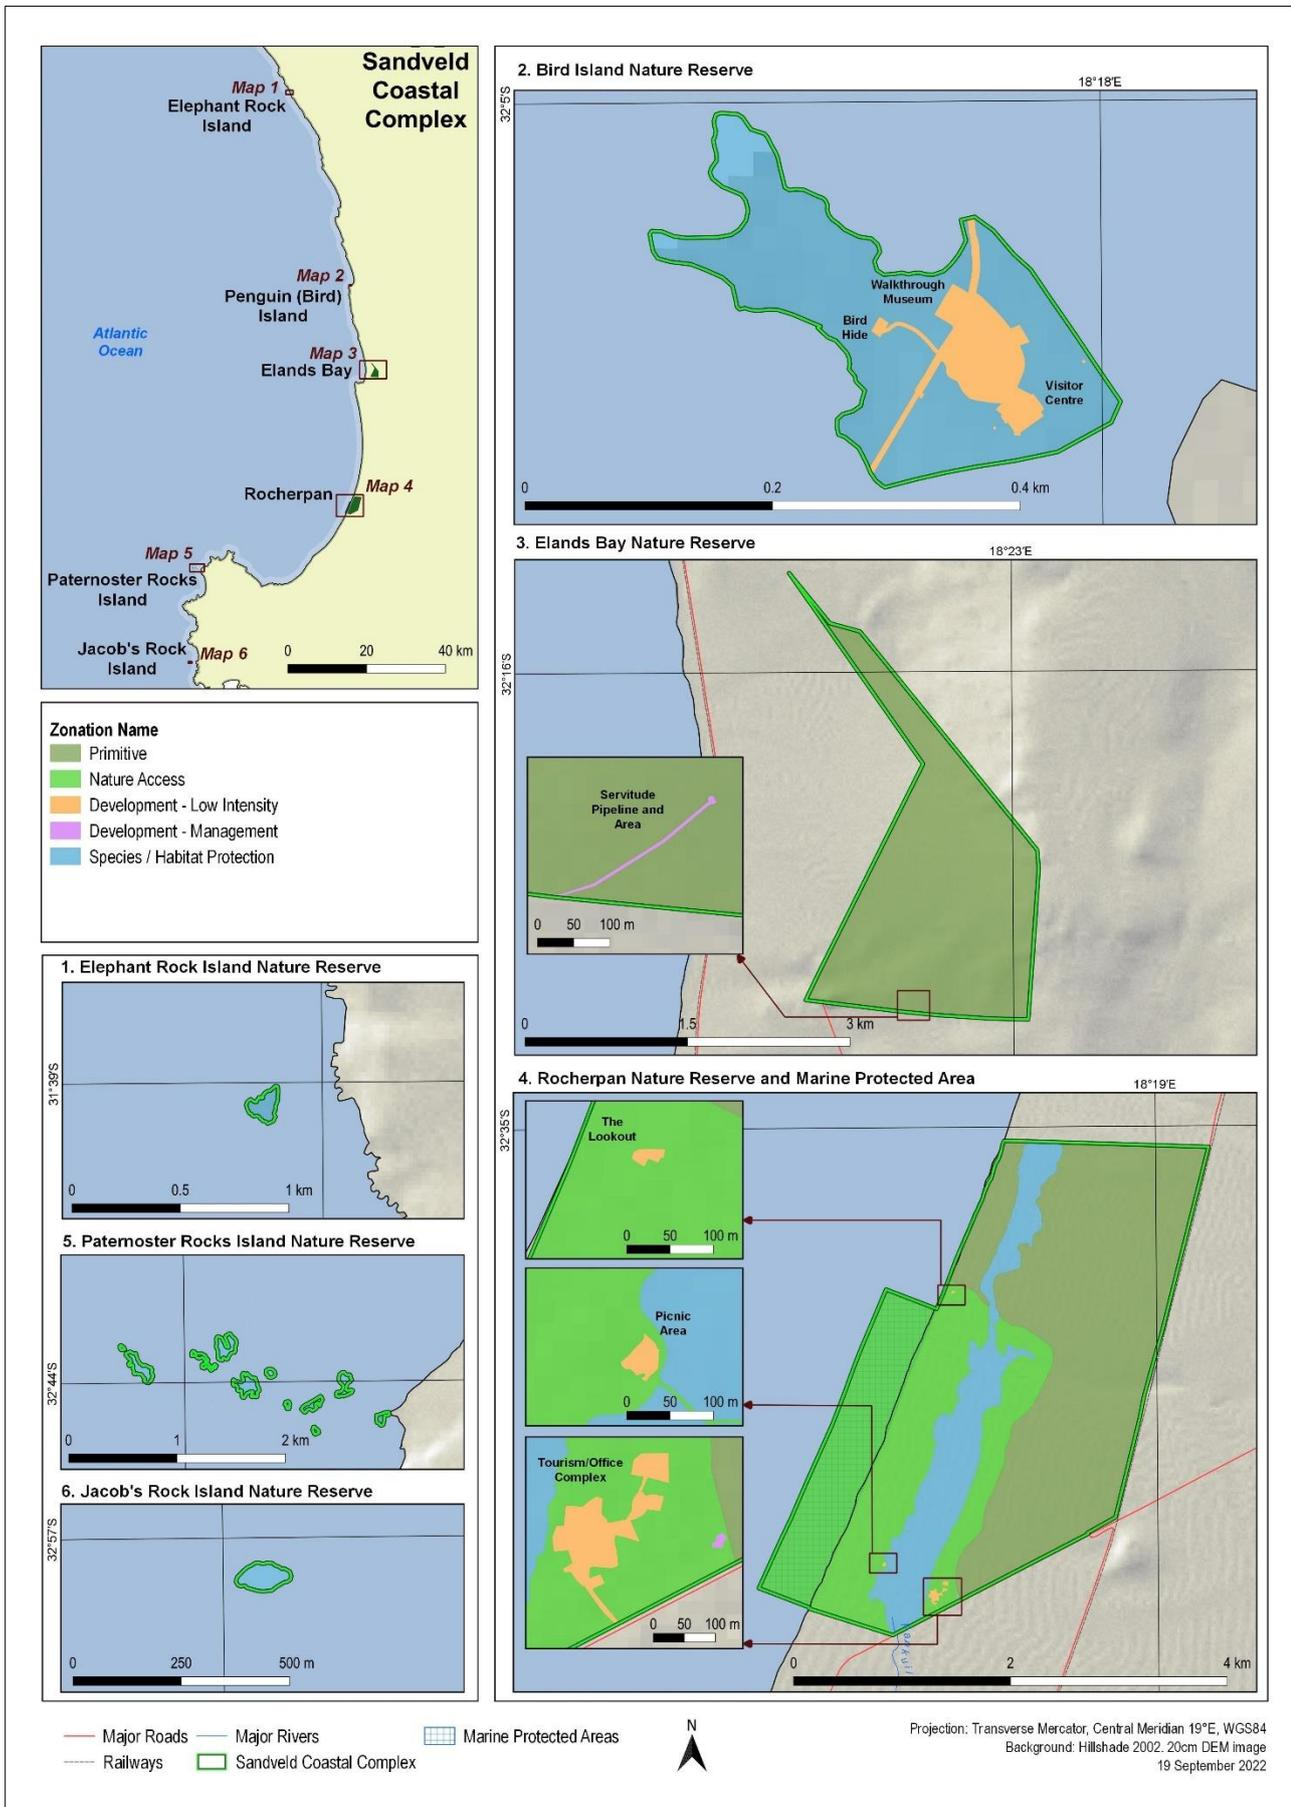 Sandveld
Coastal
Complex
Map 1
Elephant Rock
Island
Map 2
Penguin (Bird)
Island
Atlantic
Ocean
Map 3
Elands Bay
Rocherpan
Map 4
Map 5
Paternoster Rocks
Island
Jacob's Rock
Island
Map 6
0 20 40 km
Zonation Name
Primitive
Nature Access
Development - Low Intensity
Development - Management
Species / Habitat Protection
1. Elephant Rock Island Nature Reserve
31°39'S
0 0.5 1 km
5. Paternoster Rocks Island Nature Reserve
32°44'S
0 1 2 km
6. Jacob's Rock Island Nature Reserve
32°57'S
0 250 500 m
2. Bird Island Nature Reserve
18°18'E
32°5'S
Walkthrough
Museum
Bird
Hide
Visitor
Centre
0 0.2 0.4 km
3. Elands Bay Nature Reserve
18°23'E
32°16'S
Servitude
Pipeline and
Area
0 50 100 m
0 1.5 3 km
4. Rocherpan Nature Reserve and Marine Protected Area
18°19'E
32°35'S
The
Lookout
0 50 100 m
Picnic
Area
0 50 100 m
Tourism/Office
Complex
0 50 100 m
0 2 4 km
Major Roads
Major Rivers
Marine Protected Areas
Railways
Sandveld Coastal Complex
N
Projection: Transverse Mercator, Central Meridian 19°E, WGS84
Background: Hillshade 2002. 20cm DEM image
19 September 2022